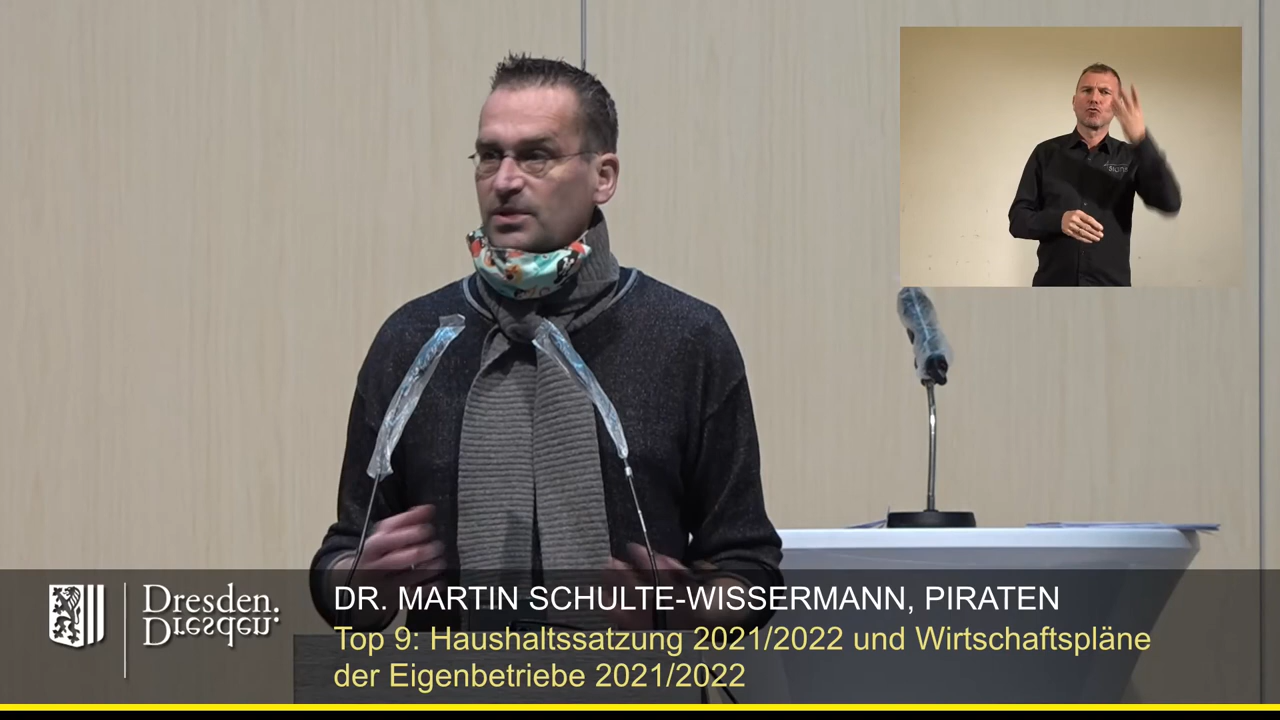 Dresden.
Dresden.
DR. MARTIN SCHULTE-WISSERMANN, PIRATEN
Top 9: Haushaltssatzung 2021/2022 und Wirtschaftspläne
der Eigenbetriebe 2021/2022